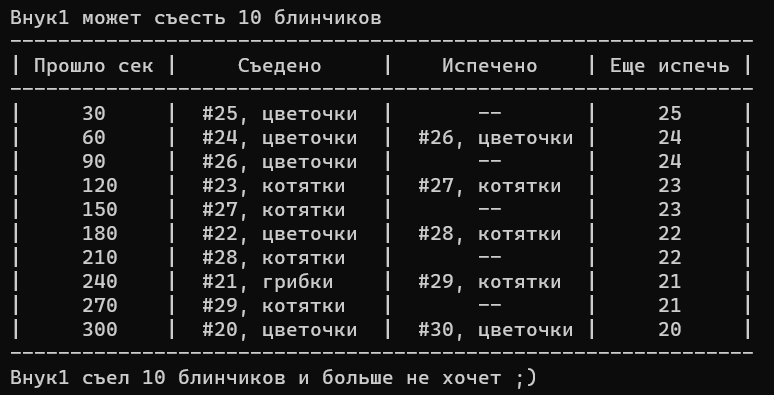 Внук1 может съесть 10 блинчиков
--------------------------------------------------------------
| Прошло сек |     Съедено     |    Испечено    | Еще испечь |
--------------------------------------------------------------
|     30     |  #25, цветочки  |       --       |     25     |
|     60     |  #24, цветочки  |  #26, цветочки |     24     |
|     90     |  #26, цветочки  |       --       |     24     |
|     120    |  #23, котятки   |  #27, котятки  |     23     |
|     150    |  #27, котятки   |       --       |     23     |
|     180    |  #22, цветочки  |  #28, котятки  |     22     |
|     210    |  #28, котятки   |       --       |     22     |
|     240    |  #21, грибки    |  #29, котятки  |     21     |
|     270    |  #29, котятки   |       --       |     21     |
|     300    |  #20, цветочки  |  #30, цветочки |     20     |
--------------------------------------------------------------
Внук1 съел 10 блинчиков и больше не хочет ;)